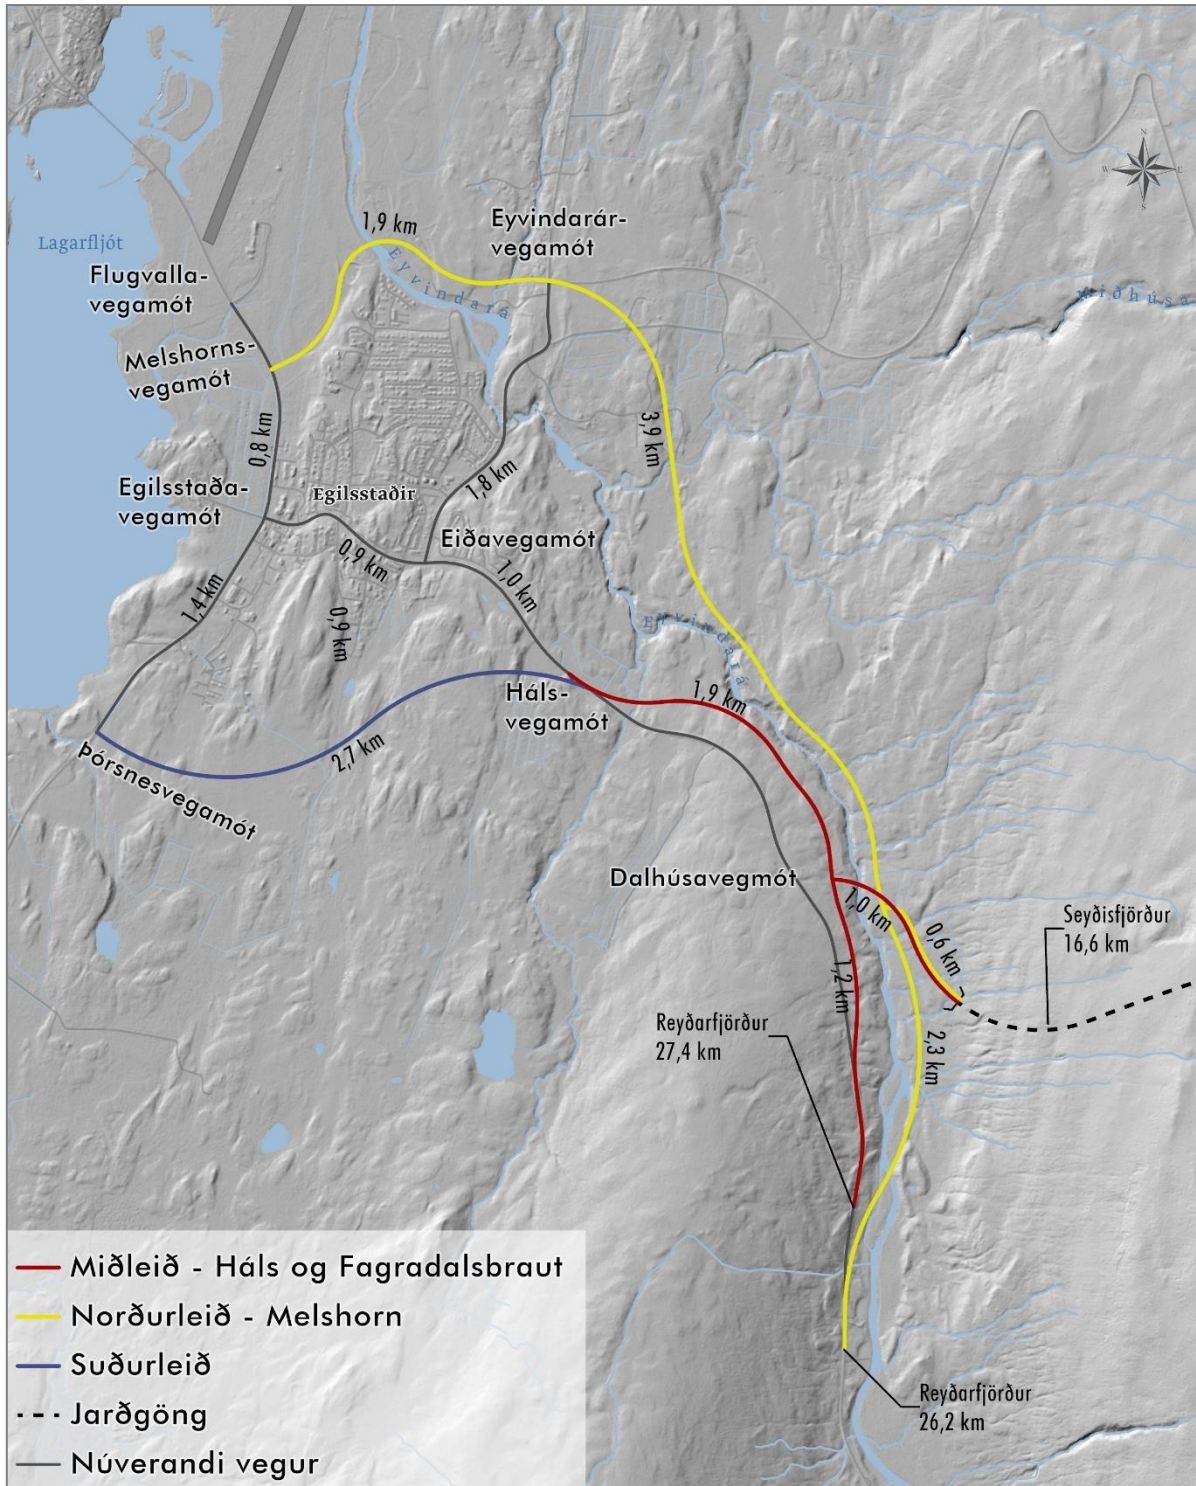 N
W
E
S
1,9 km
Eyvindarár-
vegamót
Lagarfljót
Flugvalla-
vegamót
Eyvindará
Melshorns-
vegamót
3,9 km
0,8 km
Egilsstaða-
vegamót
Egilsstaðir
1,8 km
Eiðavegamót
0,9 km
1,0 km
1,4 km
0,9 km
Eyvindará
Háls-
vegamót
1,9 km
Þórsnesvegamót
2,7 km
Dalhúsavegmót
1,0 km
0,6 km
Seyðisfjörður
16,6 km
1,2 km
Reyðarfjörður
27,4 km
2,3 km
Miðleið - Háls og Fagradalsbraut
Norðurleið - Melshorn
Suðurleið
Jarðgöng
Núverandi vegur
Reyðarfjörður
26,2 km